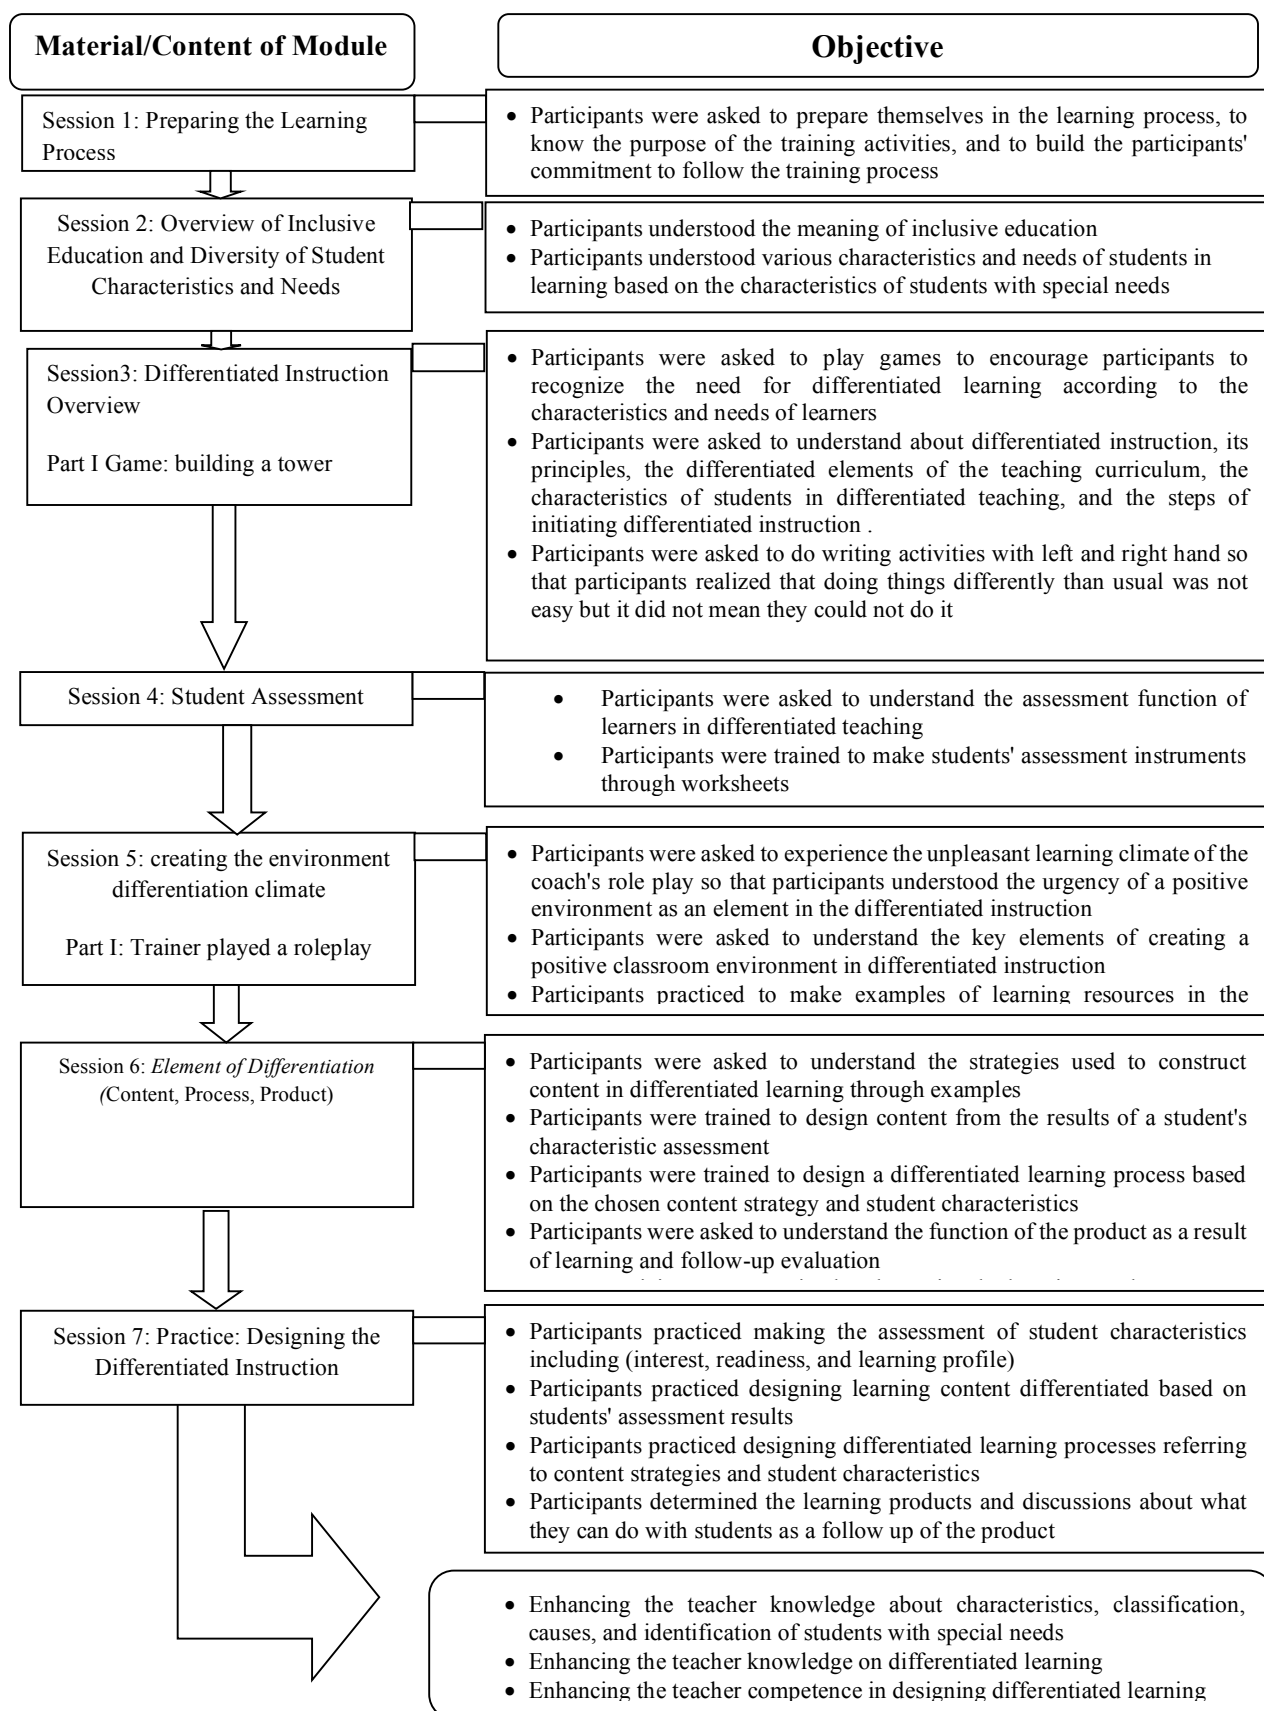 Material/Content of Module
Objective
Session 1: Preparing the Learning
Process
• Participants were asked to prepare themselves in the learning process, to
know the purpose of the training activities, and to build the participants'
commitment to follow the training process
Session 2: Overview of Inclusive
Education and Diversity of Student
Characteristics and Needs
• Participants understood the meaning of inclusive education
• Participants understood various characteristics and needs of students in
learning based on the characteristics of students with special needs
Session3: Differentiated Instruction
Overview
Part I Game: building a tower
• Participants were asked to play games to encourage participants to
recognize the need for differentiated learning according to the
characteristics and needs of learners
• Participants were asked to understand about differentiated instruction, its
principles, the differentiated elements of the teaching curriculum, the
characteristics of students in differentiated teaching, and the steps of
initiating differentiated instruction .
• Participants were asked to do writing activities with left and right hand so
that participants realized that doing things differently than usual was not
easy but it did not mean they could not do it
Session 4: Student Assessment
• Participants were asked to understand the assessment function of
learners in differentiated teaching
• Participants were trained to make students' assessment instruments
through worksheets
Session 5: creating the environment
differentiation climate
Part I: Trainer played a roleplay
• Participants were asked to experience the unpleasant learning climate of the
coach's role play so that participants understood the urgency of a positive
environment as an element in the differentiated instruction
• Participants were asked to understand the key elements of creating a
positive classroom environment in differentiated instruction
• Participants practiced to make examples of learning resources in the
Session 6: Element of Differentiation
(Content, Process, Product)
• Participants were asked to understand the strategies used to construct
content in differentiated learning through examples
• Participants were trained to design content from the results of a student's
characteristic assessment
• Participants were trained to design a differentiated learning process based
on the chosen content strategy and student characteristics
• Participants were asked to understand the function of the product as a result
of learning and follow-up evaluation
Session 7: Practice: Designing the
Differentiated Instruction
• Participants practiced making the assessment of student characteristics
including (interest, readiness, and learning profile)
• Participants practiced designing learning content differentiated based on
students' assessment results
• Participants practiced designing differentiated learning processes referring
to content strategies and student characteristics
• Participants determined the learning products and discussions about what
they can do with students as a follow up of the product
• Enhancing the teacher knowledge about characteristics, classification,
causes, and identification of students with special needs
• Enhancing the teacher knowledge on differentiated learning
• Enhancing the teacher competence in designing differentiated learning